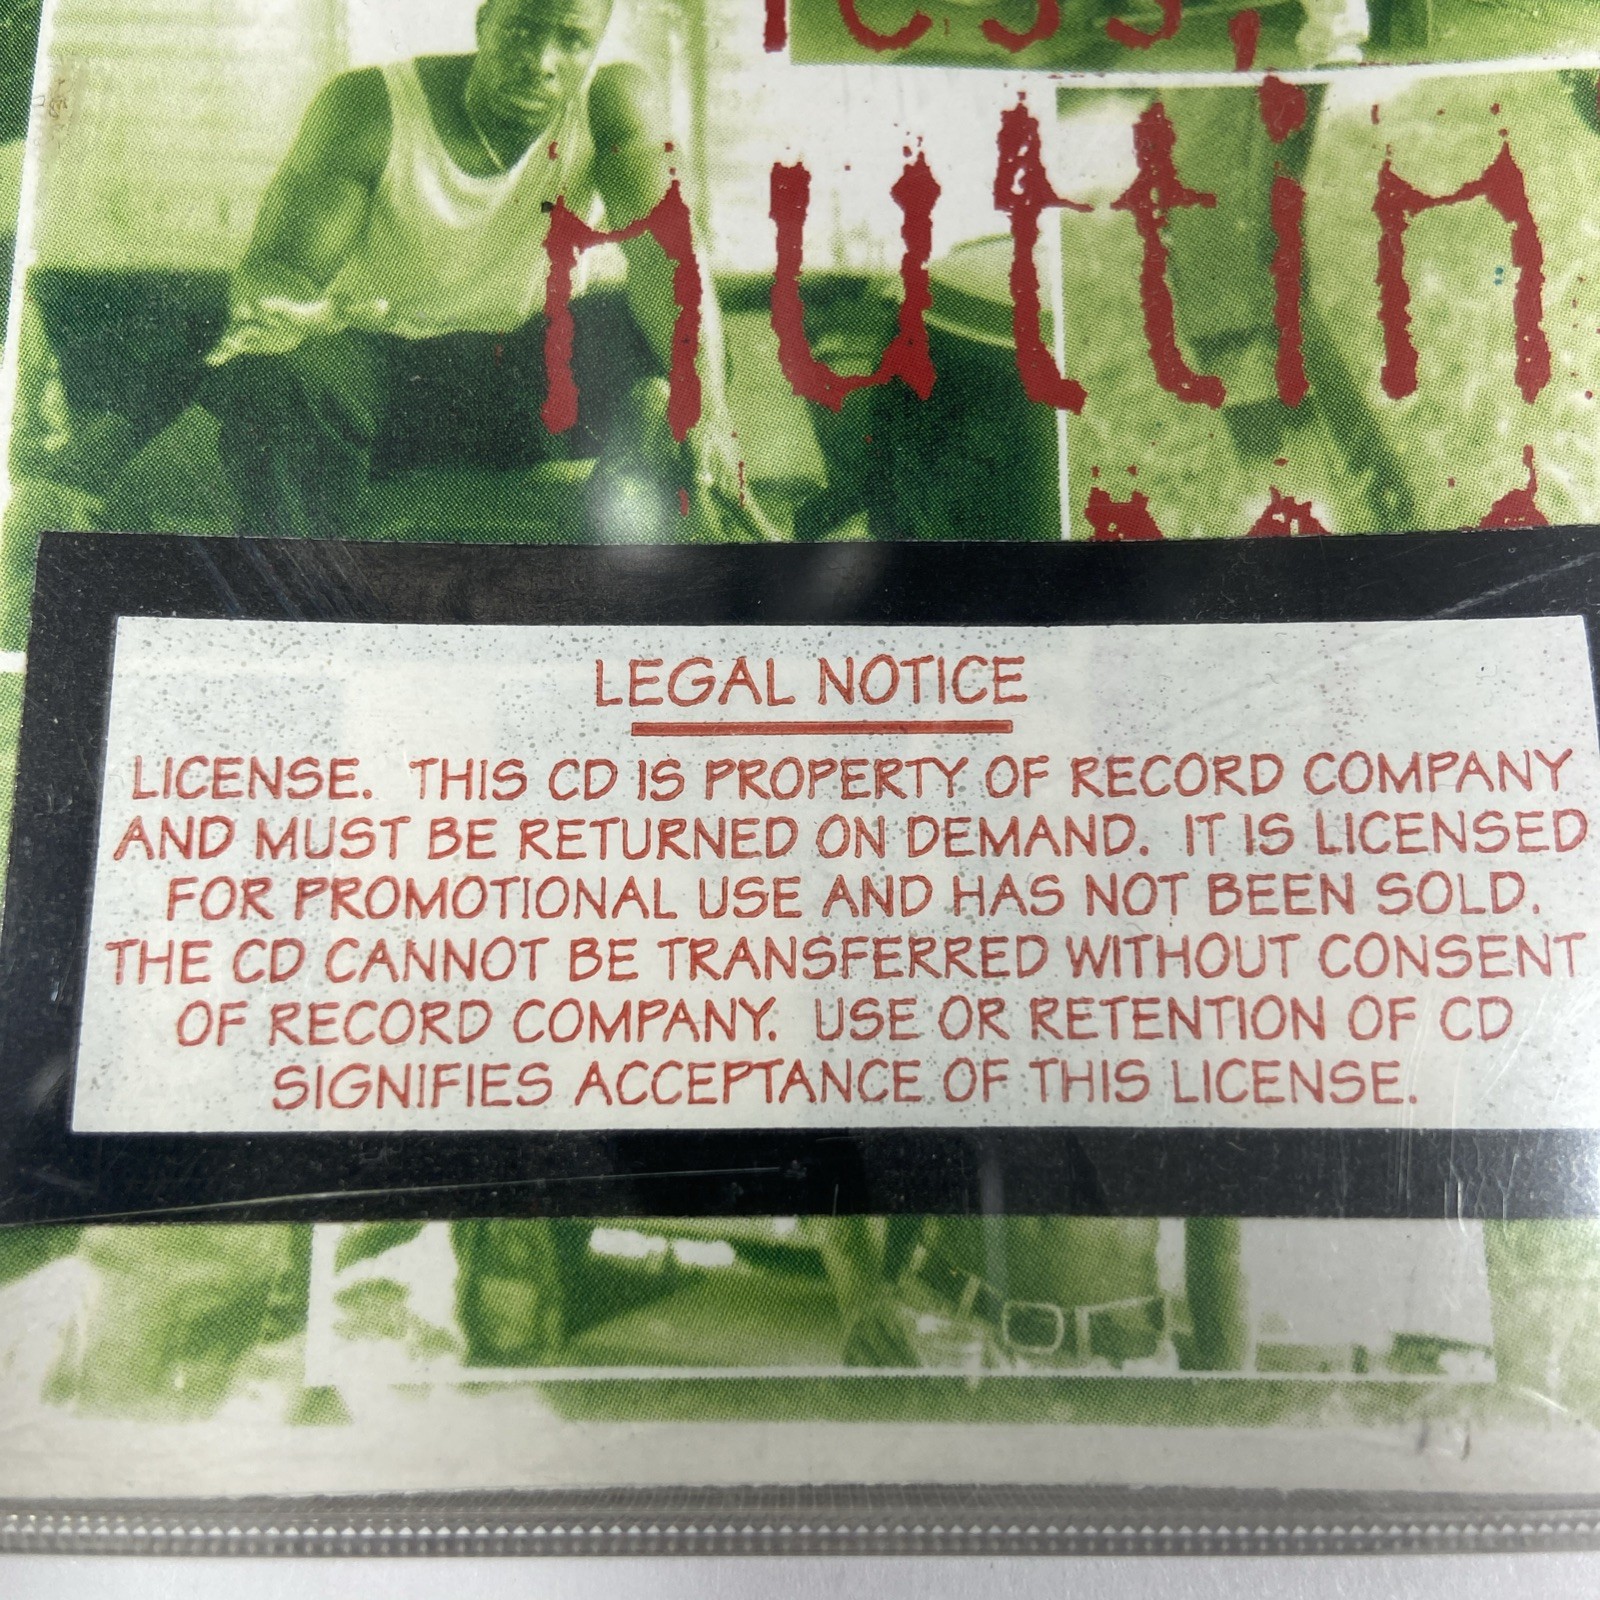 ess,
nuttin
LEGAL NOTICE
LICENSE. THIS CD IS PROPERTY OF RECORD COMPANY
AND MUST BE RETURNED ON DEMAND. IT IS LICENSED
FOR PROMOTIONAL USE AND HAS NOT BEEN SOLD.
THE CD CANNOT BE TRANSFERRED WITHOUT CONSENT
OF RECORD COMPANY. USE OR RETENTION OF CD
SIGNIFIES ACCEPTANCE OF THIS LICENSE.